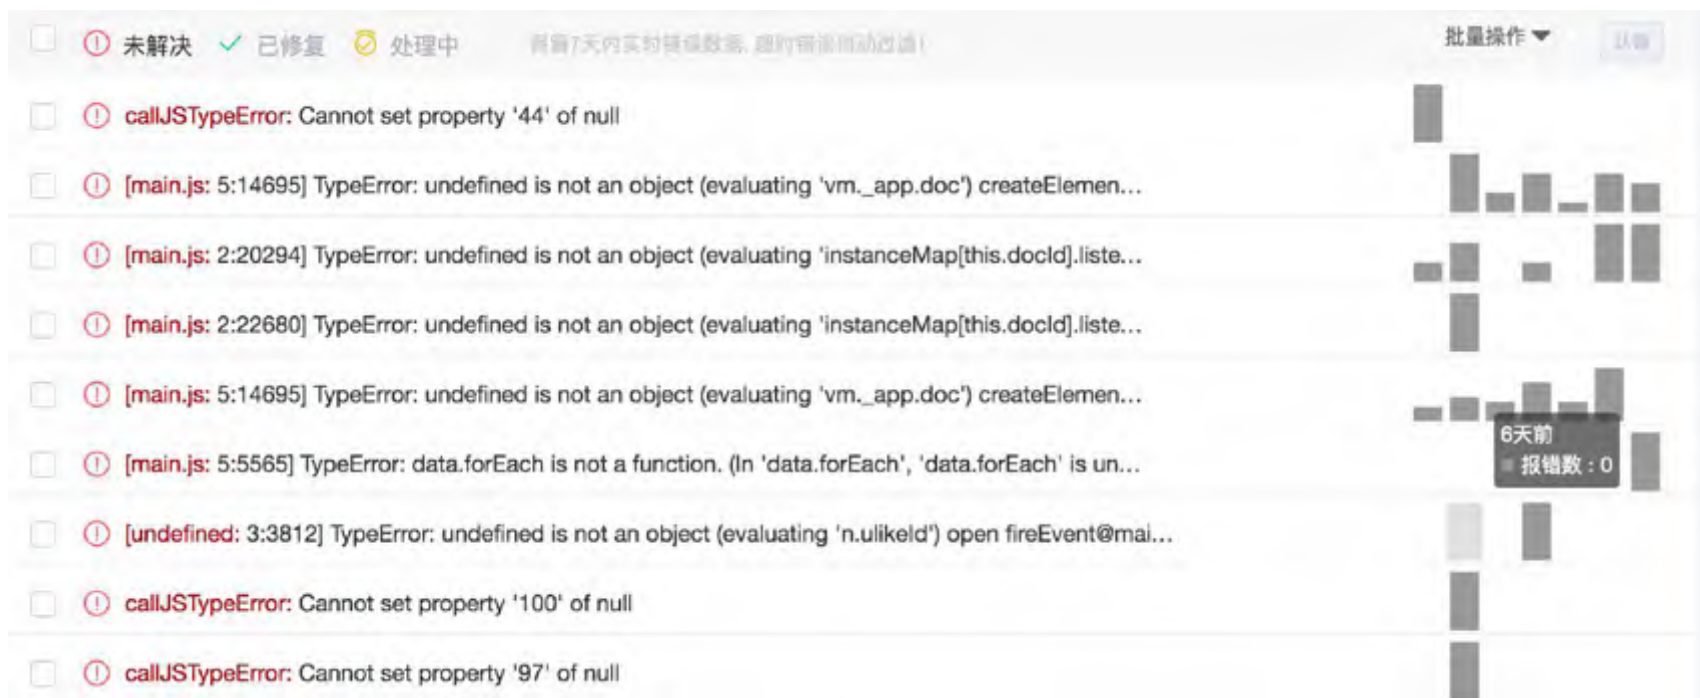 未解决 已修复 处理中 批量操作
callJSTypeError: Cannot set property '44' of null
[main.js: 5:14695] TypeError: undefined is not an object (evaluating 'vm._app.doc') createElemen...
[main.js: 2:20294] TypeError: undefined is not an object (evaluating 'instanceMap[this.docId].liste...
[main.js: 2:22680] TypeError: undefined is not an object (evaluating 'instanceMap[this.docId].liste...
[main.js: 5:14695] TypeError: undefined is not an object (evaluating 'vm._app.doc') createElemen...
6天前
报错数：0
[main.js: 5:5565] TypeError: data.forEach is not a function. (In 'data.forEach', 'data.forEach' is un...
[undefined: 3:3812] TypeError: undefined is not an object (evaluating 'n.ulikeId') open fireEvent@mai...
callJSTypeError: Cannot set property '100' of null
callJSTypeError: Cannot set property '97' of null